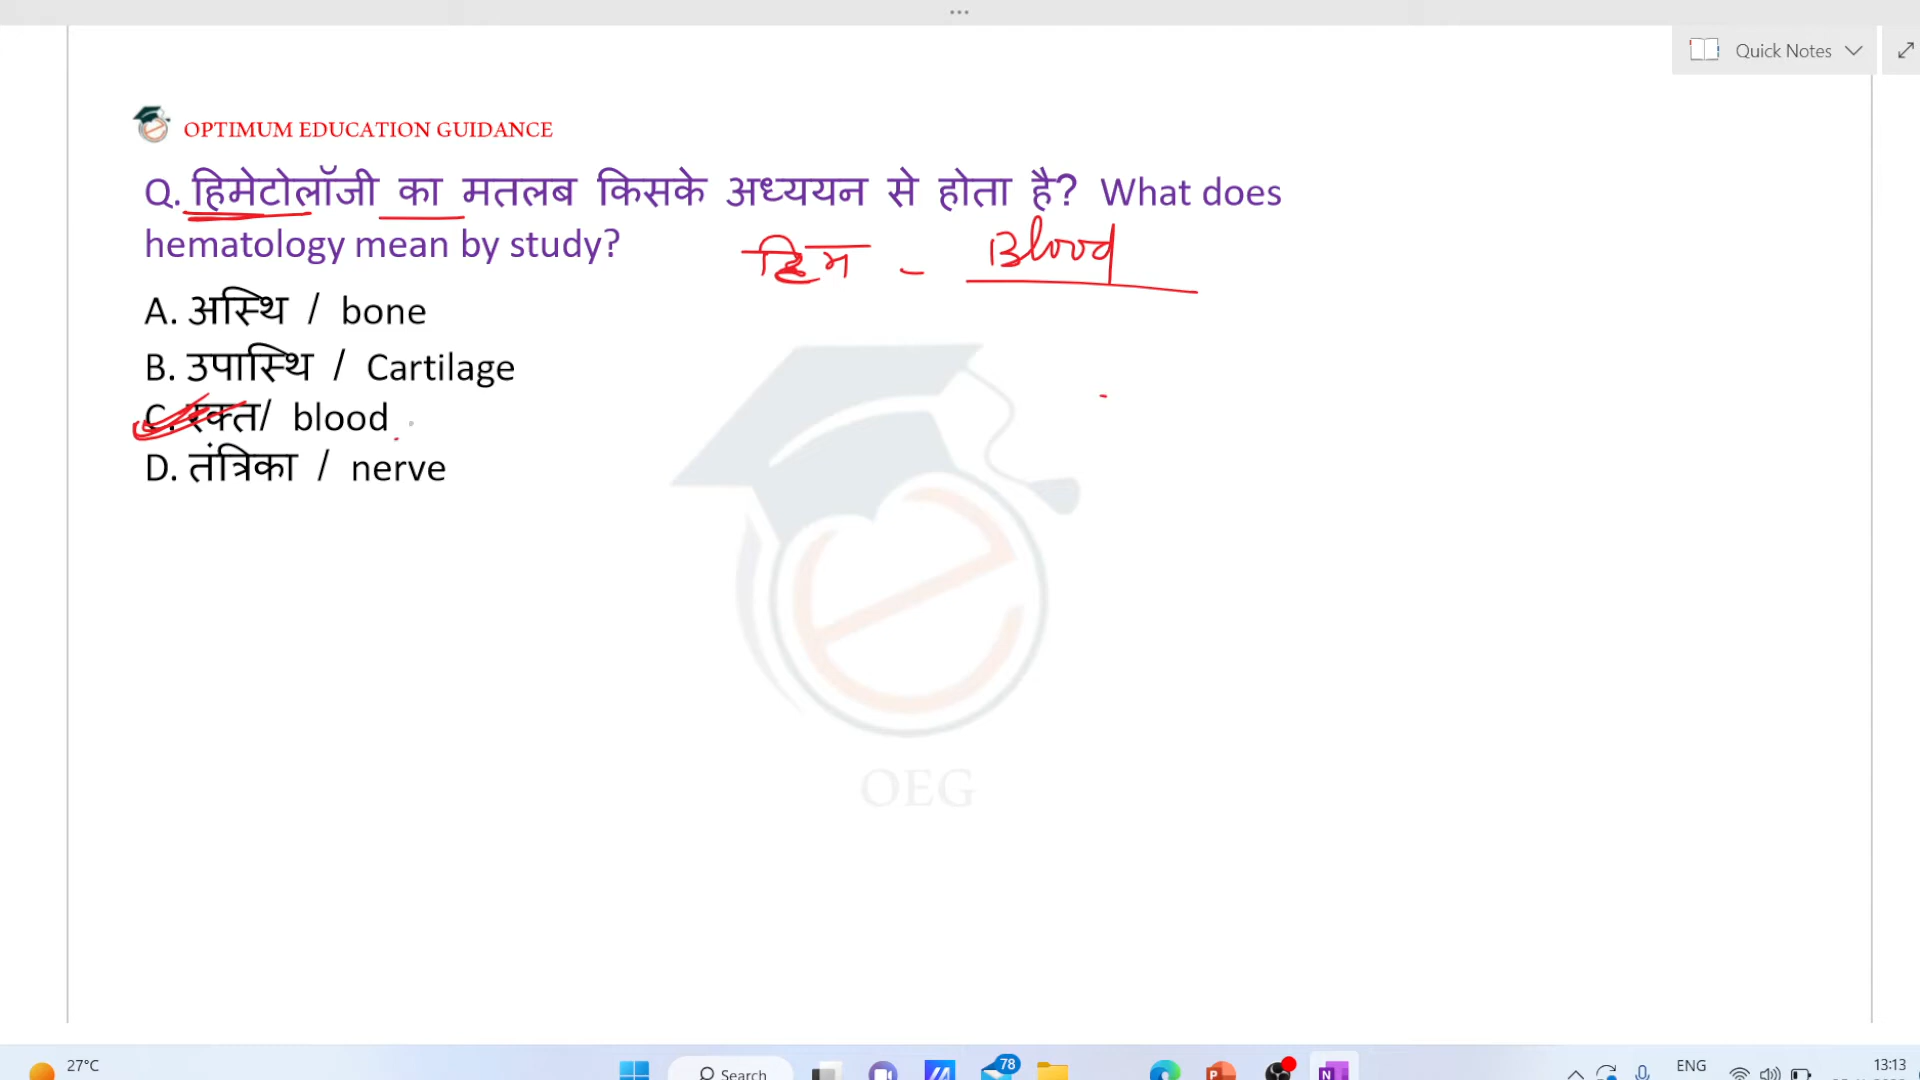 Quick Notes
OPTIMUM EDUCATION GUIDANCE
Q. हिमेटोलॉजी का मतलब किसके अध्ययन से होता है? What does
hematology mean by study?
हिम - Blood
A. अस्थि / bone
B. उपास्थि / Cartilage
C. रक्त/ blood
D. तंत्रिका / nerve
OEG
27°C
78
Search
ENG
13:13